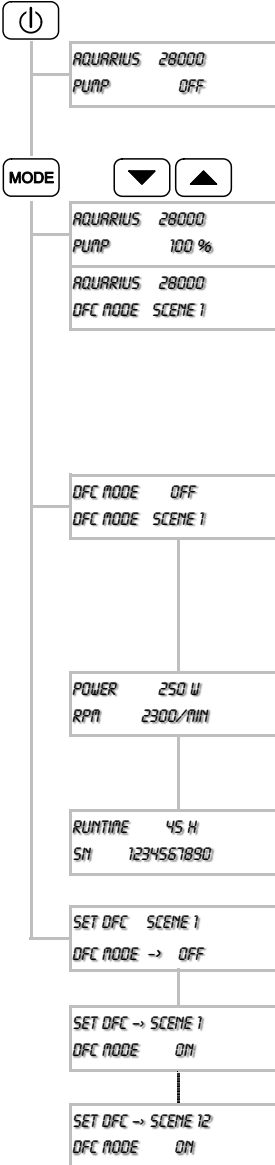 AQUARIUS 28000
PUMP OFF
MODE
AQUARIUS 28000
PUMP 100 %
AQUARIUS 28000
DFC MODE SCENE 1
DFC MODE OFF
DFC MODE SCENE 1
POWER 250 W
RPM 2300/MIN
RUNTIME 45 H
SN 1234567890
SET DFC SCENE 1
DFC MODE -> OFF
SET DFC -> SCENE 1
DFC MODE ON
SET DFC -> SCENE 12
DFC MODE ON